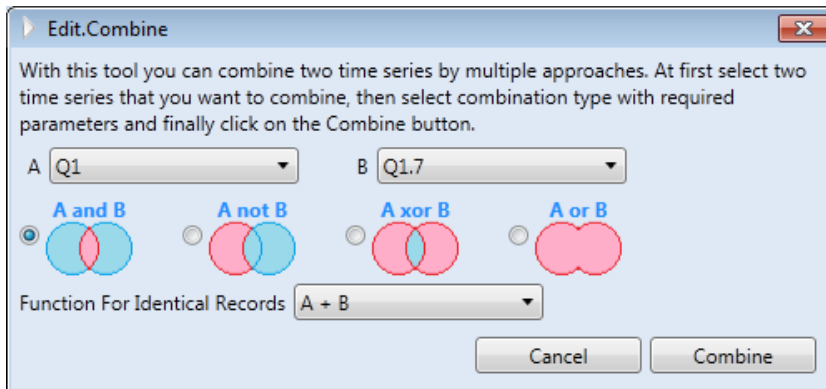 Edit.Combine
With this tool you can combine two time series by multiple approaches. At first select two
time series that you want to combine, then select combination type with required
parameters and finally click on the Combine button.
A Q1 B Q1.7
A and B A not B A xor B A or B
Function For Identical Records A + B
Cancel Combine